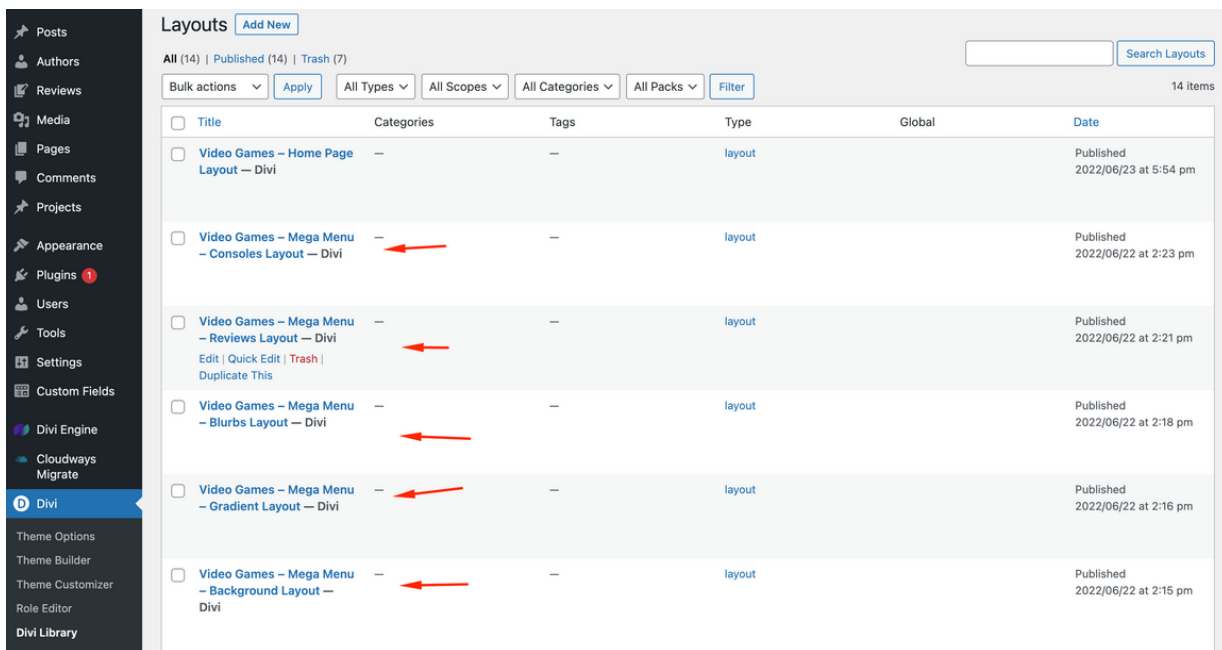 Posts
Authors
Reviews
Media
Pages
Comments
Projects
Appearance
Plugins 1
Users
Tools
Settings
Custom Fields
Divi Engine
Cloudways
Migrate
D Divi
Theme Options
Theme Builder
Theme Customizer
Role Editor
Divi Library
Layouts Add New
All (14) | Published (14) | Trash (7)
Search Layouts
Bulk actions Apply All Types All Scopes All Categories All Packs Filter 14 items
Title Categories Tags Type Global Date
Video Games – Home Page — — layout Published
Layout — Divi 2022/06/23 at 5:54 pm
Video Games – Mega Menu — — layout Published
– Consoles Layout — Divi 2022/06/22 at 2:23 pm
Video Games – Mega Menu — — layout Published
– Reviews Layout — Divi 2022/06/22 at 2:21 pm
Edit | Quick Edit | Trash |
Duplicate This
Video Games – Mega Menu — — layout Published
– Blurbs Layout — Divi 2022/06/22 at 2:18 pm
Video Games – Mega Menu — — layout Published
– Gradient Layout — Divi 2022/06/22 at 2:16 pm
Video Games – Mega Menu — — layout Published
– Background Layout — 2022/06/22 at 2:15 pm
Divi